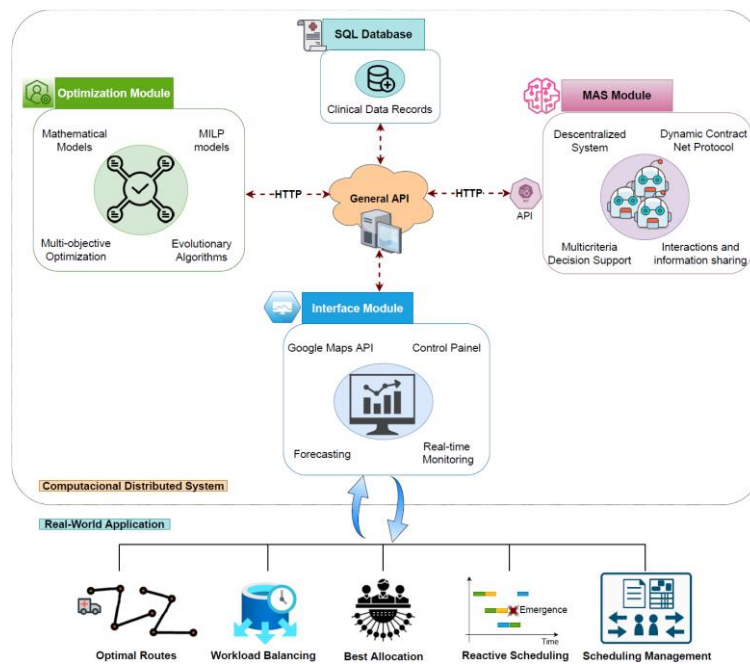 SQL Database
Clinical Data Records
Optimization Module
Mathematical
Models
MILP
models
Multi-objective
Optimization
Evolutionary
Algorithms
HTTP
General API
HTTP
API
MAS Module
Descentralized
System
Dynamic Contract
Net Protocol
Multicriteria
Decision Support
Interactions and
information sharing
Interface Module
Google Maps API
Control Painel
Forecasting
Real-time
Monitoring
Computacional Distributed System
Real-World Application
Optimal Routes
Workload Balancing
Best Allocation
Emergence
Time
Reactive Scheduling
Scheduling Management